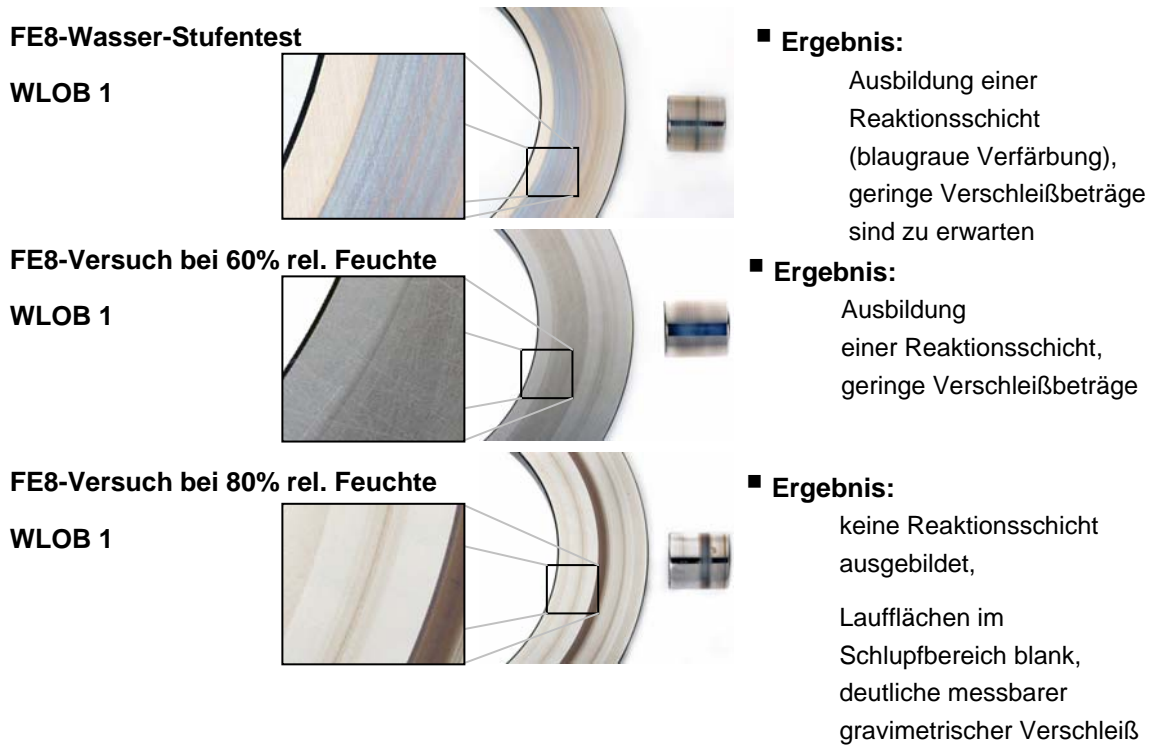 FE8-Wasser-Stufentest
WLOB 1
▪ Ergebnis:
Ausbildung einer
Reaktionsschicht
(blaugraue Verfärbung),
geringe Verschleißbeträge
sind zu erwarten
FE8-Versuch bei 60% rel. Feuchte
WLOB 1
▪ Ergebnis:
Ausbildung
einer Reaktionsschicht,
geringe Verschleißbeträge
FE8-Versuch bei 80% rel. Feuchte
WLOB 1
▪ Ergebnis:
keine Reaktionsschicht
ausgebildet,
Laufflächen im
Schlupfbereich blank,
deutliche messbarer
gravimetrischer Verschleiß